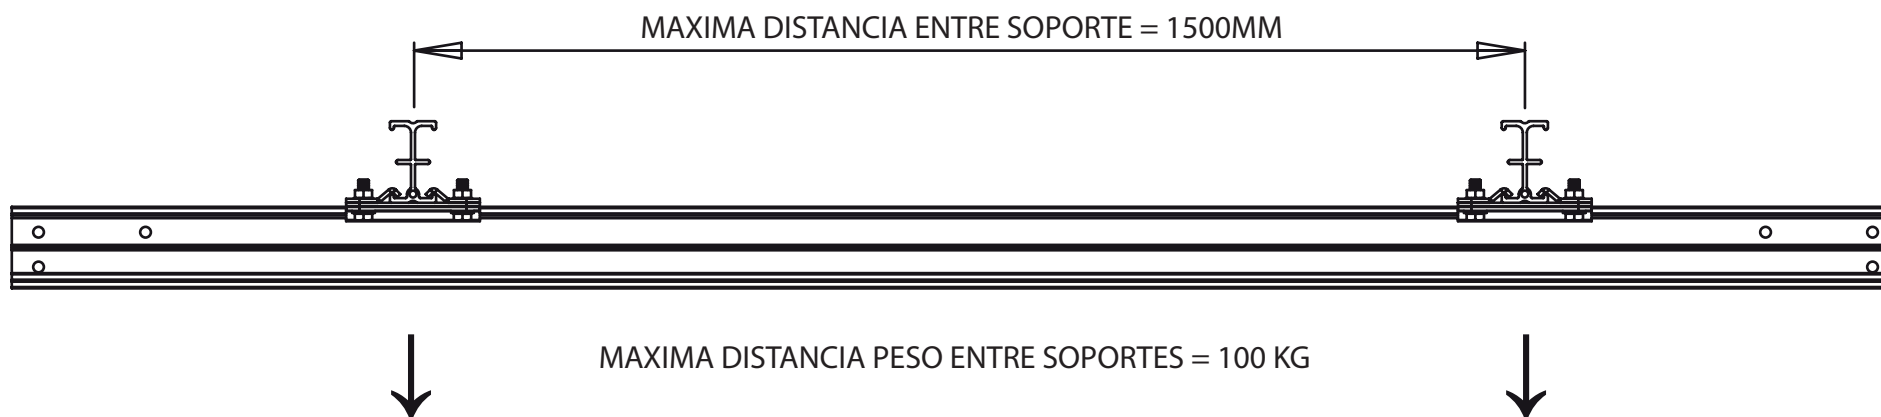 MAXIMA DISTANCIA ENTRE SOPORTE = 1500MM
MAXIMA DISTANCIA PESO ENTRE SOPORTES = 100 KG